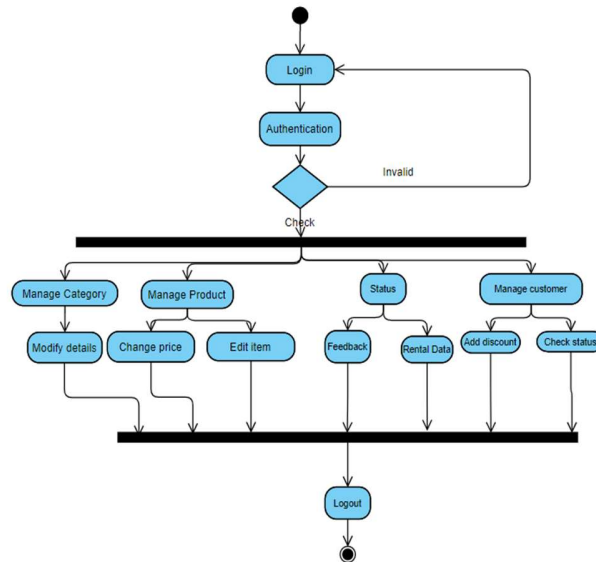 Login
Authentication
Invalid
Check
Manage Category
Manage Product
Status
Manage customer
Modify details
Change price
Edit item
Feedback
Rental Data
Add discount
Check status
Logout